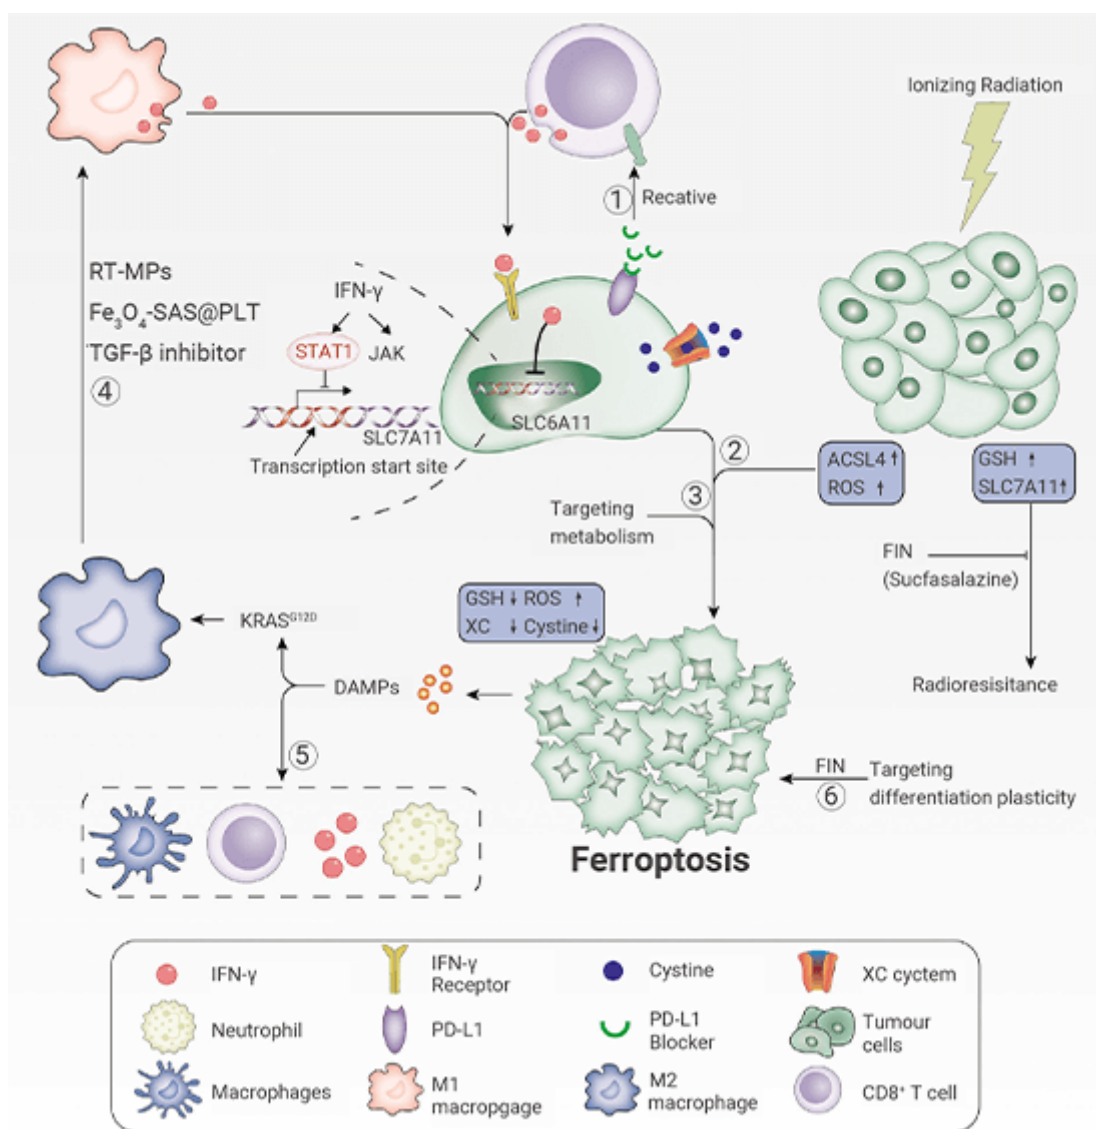 Ionizing Radiation
① Recative
RT-MPs
Fe₃O₄-SAS@PLT
TGF-β inhibitor
④
IFN-γ
STAT1 JAK
SLC7A11
Transcription start site
SLC6A11
②
③
ACSL4↑
ROS ↑
GSH ↑
SLC7A11↑
Targeting
metabolism
FIN
(Sucfasalazine)
GSH ↓ ROS ↑
XC ↓ Cystine ↓
KRASᴳ¹²ᴰ
DAMPs
Radioresisitance
⑤
FIN
⑥
Targeting
differentiation plasticity
Ferroptosis
IFN-γ
IFN-γ
Receptor
Cystine
XC cyctem
Neutrophil
PD-L1
PD-L1
Blocker
Tumour
cells
Macrophages
M1
macropgage
M2
macrophage
CD8⁺ T cell